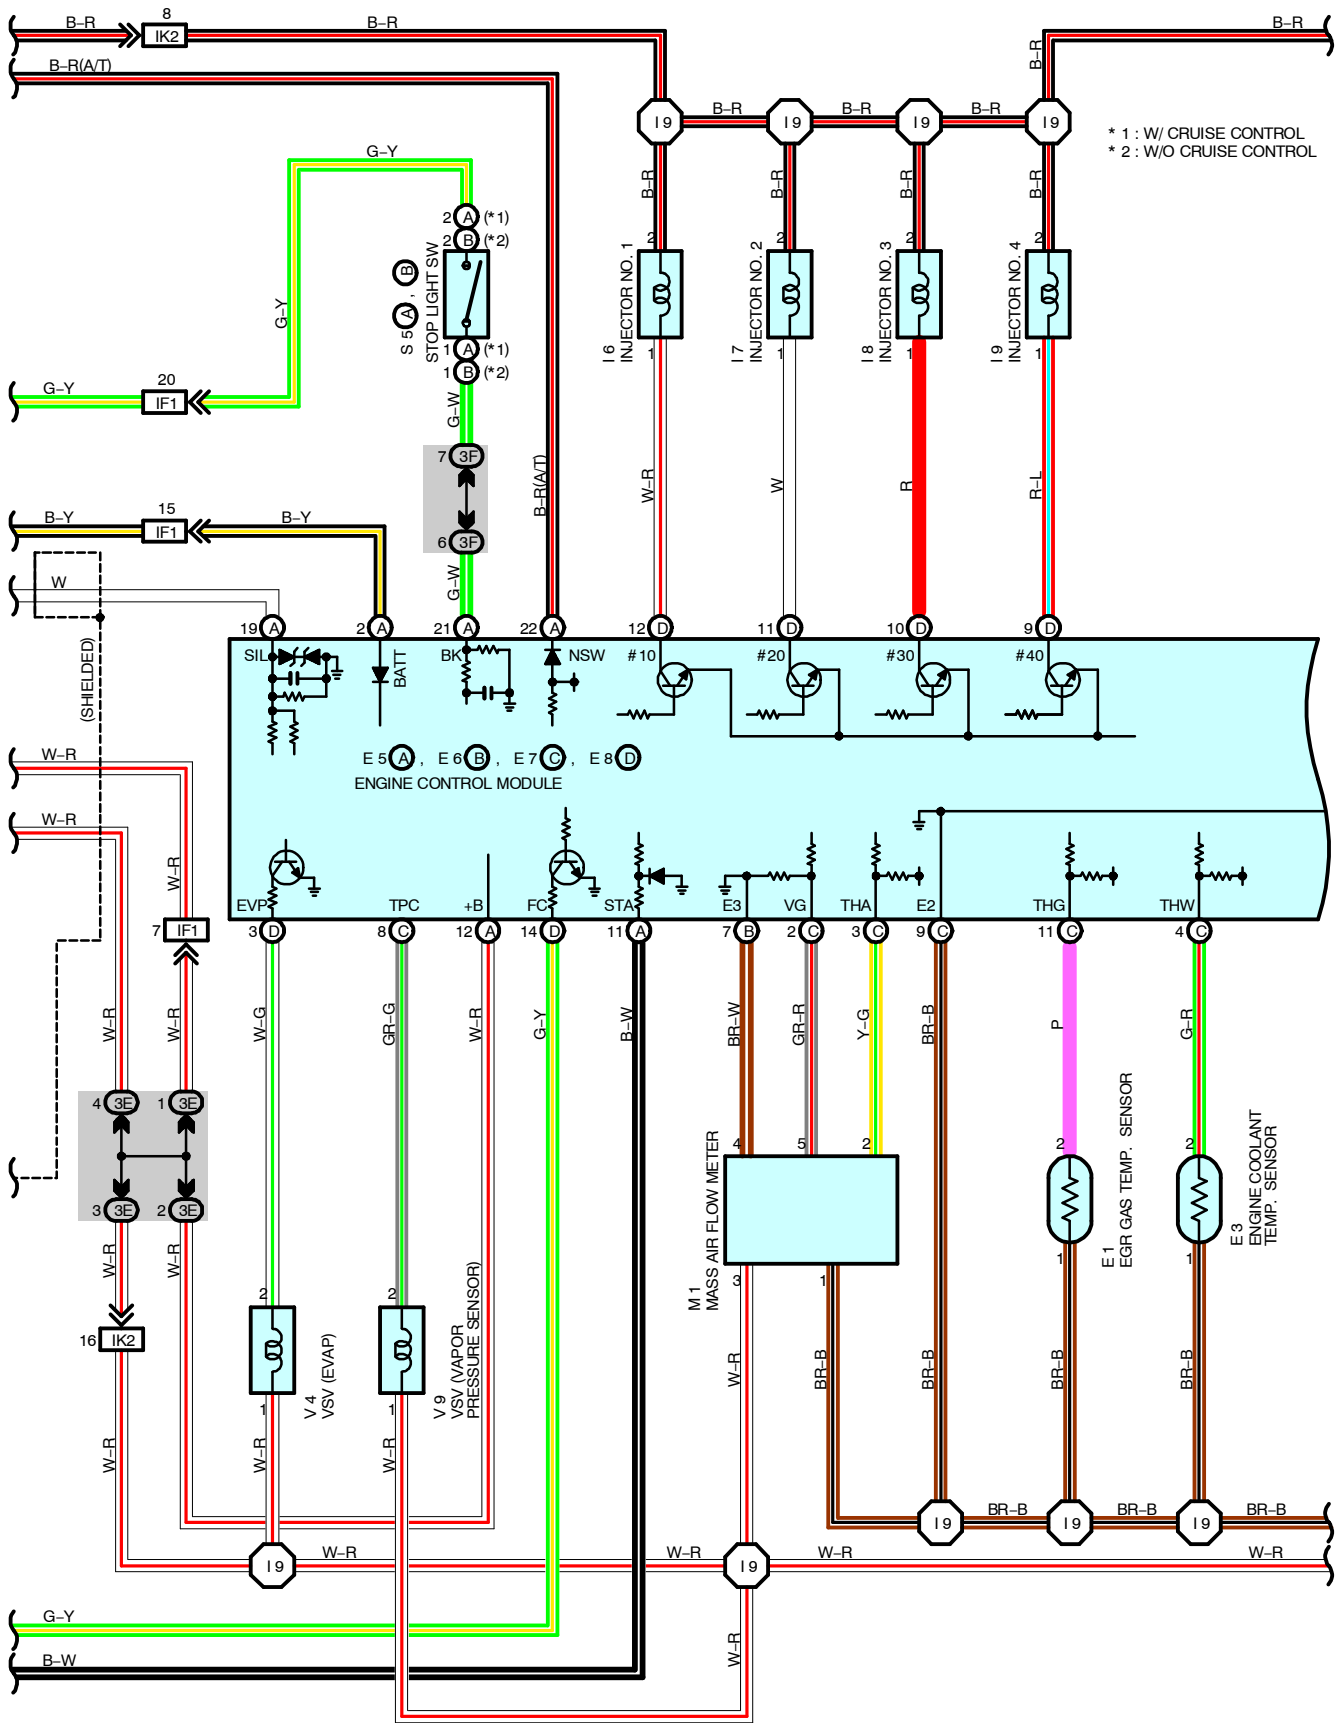 8
B–R IK2 B–R B–R
B–R(A/T)
B–R
I9 B–R I9 B–R I9 B–R I9
* 1 : W/ CRUISE CONTROL
* 2 : W/O CRUISE CONTROL
G–Y
B–R B–R B–R B–R
2 A (*1)
2 B (*2)
2 2 2 2
S 5 A , B
STOP LIGHT SW
I 6
INJECTOR NO. 1
I 7
INJECTOR NO. 2
I 8
INJECTOR NO. 3
I 9
INJECTOR NO. 4
G–Y
1 A (*1)
1 B (*2)
1 1 1 1
20
G–Y IF1
G–W
7 3F
B–R(A/T)
W–R W R R–L
15
B–Y IF1 B–Y
6 3F
G–W
W
(SHIELDED)
19 A 2 A 21 A 22 A 12 D 11 D 10 D 9 D
SIL BATT BK NSW #10 #20 #30 #40
E 5 A , E 6 B , E 7 C , E 8 D
ENGINE CONTROL MODULE
W–R
W–R
W–R
EVP TPC +B FC STA E3 VG THA E2 THG THW
7 IF1 3 D 8 C 12 A 14 D 11 A 7 B 2 C 3 C 9 C 11 C 4 C
W–R W–R W–G GR–G W–R G–Y B–W BR–W GR–R Y–G BR–B P G–R
4 3E 1 3E
4 5 2 2 2
M 1
MASS AIR FLOW METER
E 1
EGR GAS TEMP. SENSOR
E 3
ENGINE COOLANT
TEMP. SENSOR
3 3E 2 3E
W–R W–R
3 1 1 1
2 2
16 IK2
V 4
VSV (EVAP)
V 9
VSV (VAPOR
PRESSURE SENSOR)
1 1
W–R BR–B BR–B BR–B
W–R W–R W–R
I9 BR–B I9 BR–B I9 BR–B
I9 W–R W–R I9 W–R W–R
G–Y
W–R
B–W